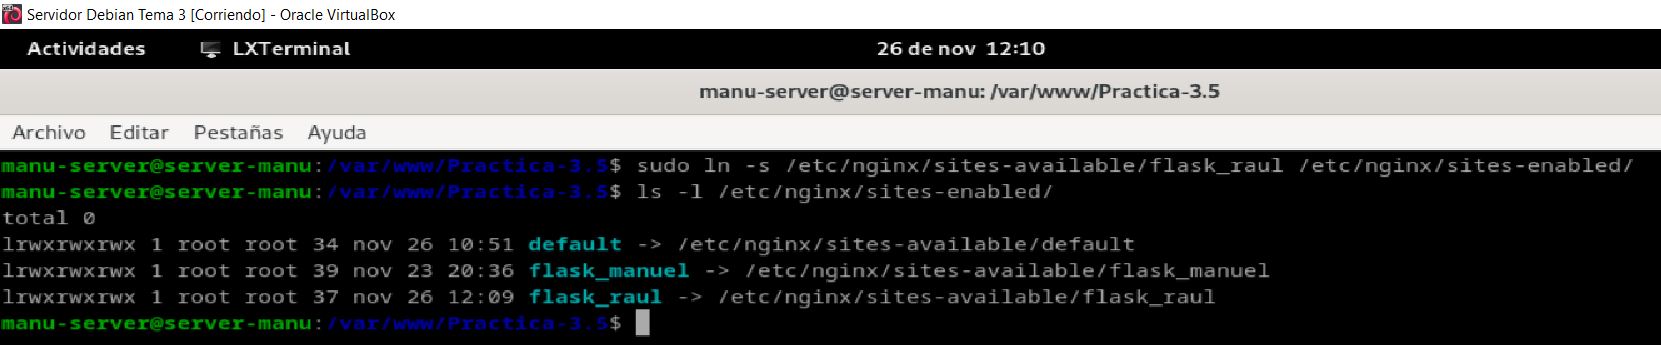 Servidor Debian Tema 3 [Corriendo] - Oracle VirtualBox
Actividades LXTerminal 26 de nov 12:10
manu-server@server-manu: /var/www/Practica-3.5
Archivo Editar Pestañas Ayuda
manu-server@server-manu:/var/www/Practica-3.5$ sudo ln -s /etc/nginx/sites-available/flask_raul /etc/nginx/sites-enabled/
manu-server@server-manu:/var/www/Practica-3.5$ ls -l /etc/nginx/sites-enabled/
total 0
lrwxrwxrwx 1 root root 34 nov 26 10:51 default -> /etc/nginx/sites-available/default
lrwxrwxrwx 1 root root 39 nov 23 20:36 flask_manuel -> /etc/nginx/sites-available/flask_manuel
lrwxrwxrwx 1 root root 37 nov 26 12:09 flask_raul -> /etc/nginx/sites-available/flask_raul
manu-server@server-manu:/var/www/Practica-3.5$